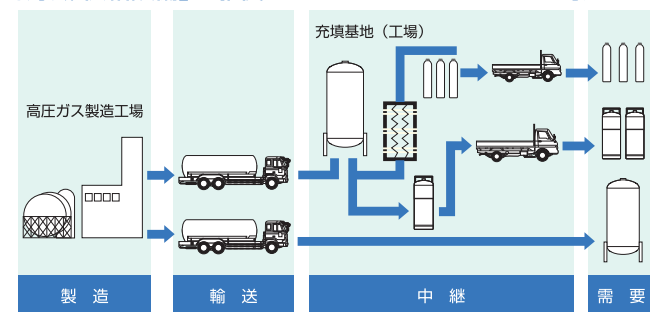 充填基地（工場）
高圧ガス製造工場
製 造
輸 送
中 継
需 要